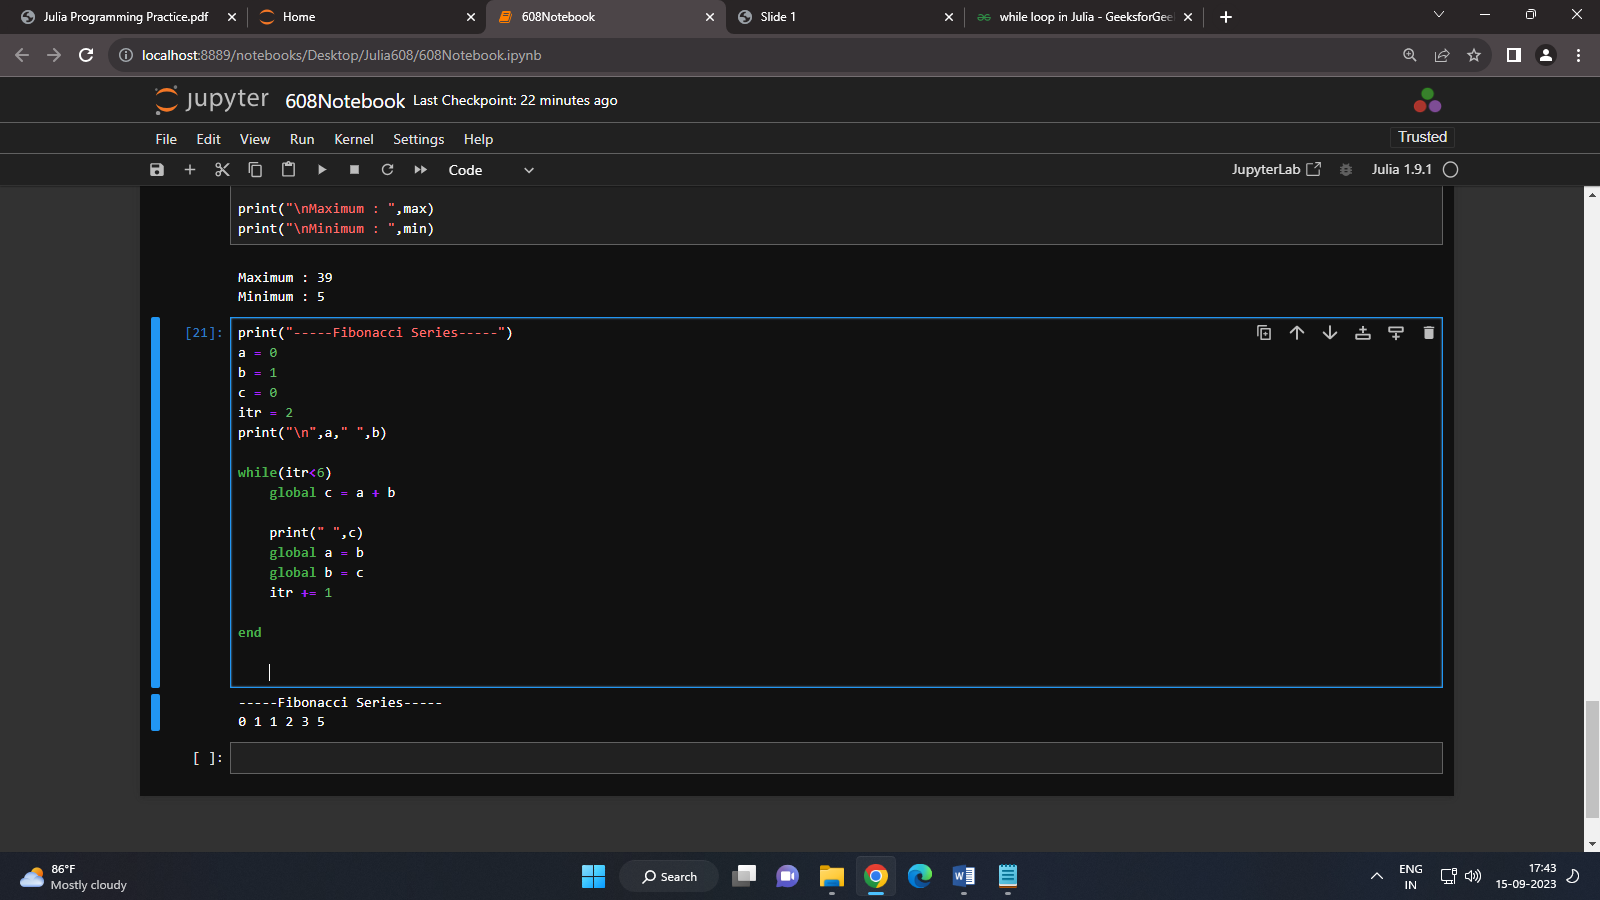 Julia Programming Practice.pdf
Home
608Notebook
Slide 1
while loop in Julia - GeeksforGee
localhost:8889/notebooks/Desktop/Julia608/608Notebook.ipynb
jupyter 608Notebook Last Checkpoint: 22 minutes ago
File Edit View Run Kernel Settings Help
Trusted
Code
JupyterLab
Julia 1.9.1
print("\nMaximum : ",max)
print("\nMinimum : ",min)
Maximum : 39
Minimum : 5
[21]:
print("-----Fibonacci Series-----")
a = 0
b = 1
c = 0
itr = 2
print("\n",a," ",b)
while(itr<6)
    global c = a + b
    print(" ",c)
    global a = b
    global b = c
    itr += 1
end
-----Fibonacci Series-----
0 1 1 2 3 5
[ ]:
86°F
Mostly cloudy
Search
ENG
IN
17:43
15-09-2023